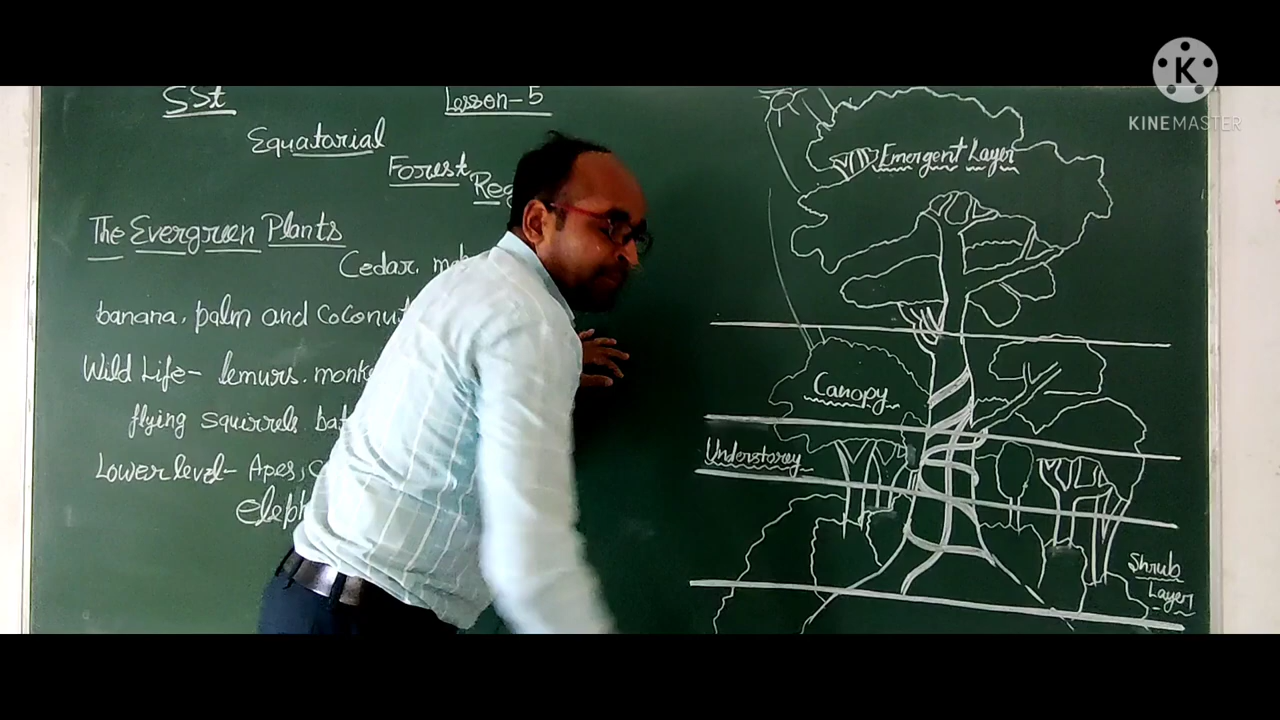 SSt
Lesson-5
Equatorial
Forest
The Evergreen Plants
Cedar,
banana, palm and Coconut
Wild Life- lemurs, monke
flying squirrels
Lower level- Apes,
Emergent Layer
Canopy
Understorey
Shrub
Layer
K
KINEMASTER